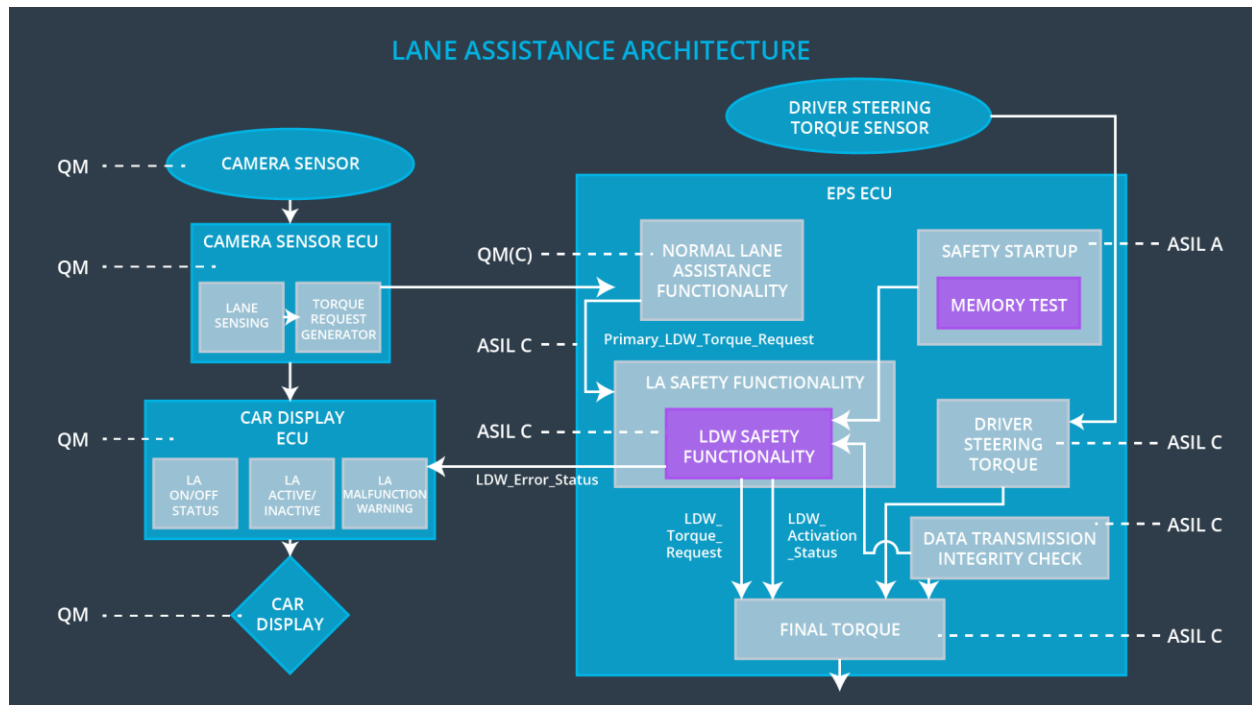 LANE ASSISTANCE ARCHITECTURE
DRIVER STEERING
TORQUE SENSOR
QM
CAMERA SENSOR
EPS ECU
CAMERA SENSOR ECU
QM
LANE
SENSING
TORQUE
REQUEST
GENERATOR
QM(C)
NORMAL LANE
ASSISTANCE
FUNCTIONALITY
SAFETY STARTUP
ASIL A
MEMORY TEST
ASIL C
Primary_LDW_Torque_Request
LA SAFETY FUNCTIONALITY
CAR DISPLAY
ECU
QM
LA
ON/OFF
STATUS
LA
ACTIVE/
INACTIVE
LA
MALFUNCTION
WARNING
ASIL C
LDW SAFETY
FUNCTIONALITY
DRIVER
STEERING
TORQUE
ASIL C
LDW_Error_Status
LDW_
Torque_
Request
LDW_
Activation
_Status
DATA TRANSMISSION
INTEGRITY CHECK
ASIL C
QM
CAR
DISPLAY
FINAL TORQUE
ASIL C